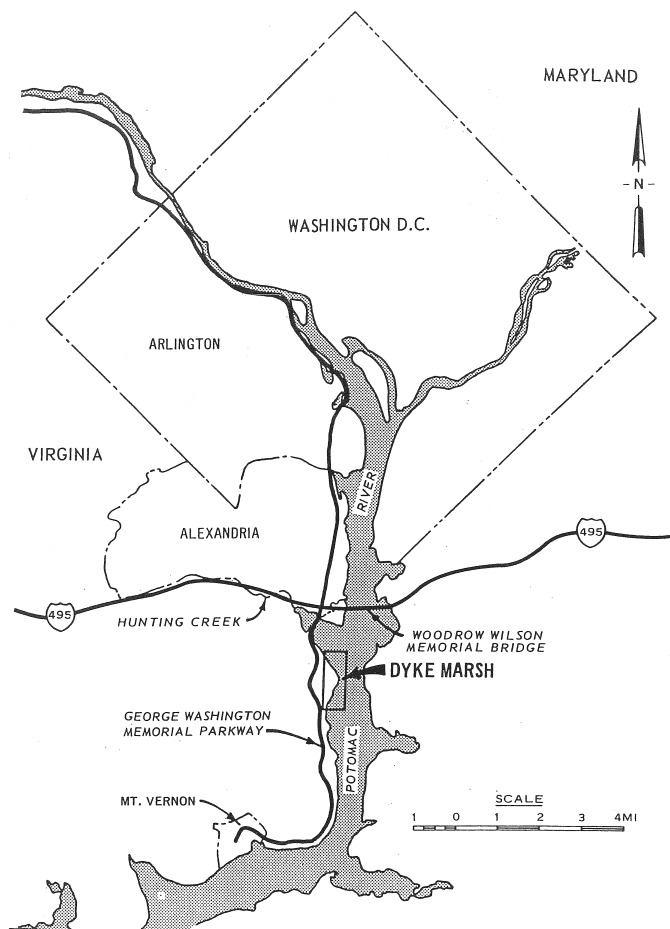 MARYLAND
-N-
WASHINGTON D.C.
ARLINGTON
VIRGINIA
RIVER
ALEXANDRIA
495
495
HUNTING CREEK
WOODROW WILSON
MEMORIAL BRIDGE
DYKE MARSH
GEORGE WASHINGTON
MEMORIAL PARKWAY
POTOMAC
MT. VERNON
SCALE
1 0 1 2 3 4MI